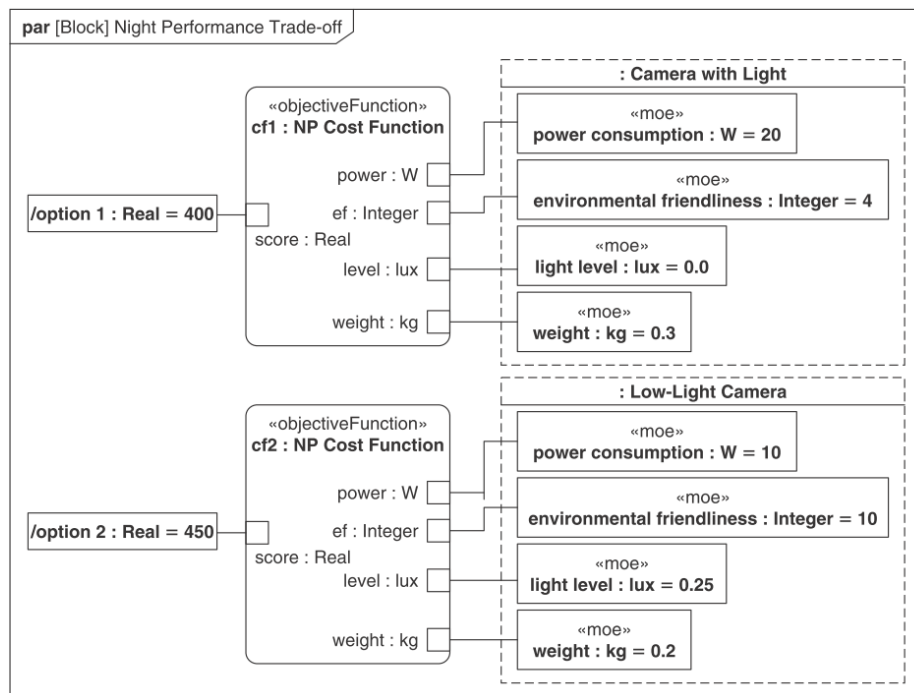 par [Block] Night Performance Trade-off
: Camera with Light
«objectiveFunction»
cf1 : NP Cost Function
«moe»
power consumption : W = 20
power : W
«moe»
environmental friendliness : Integer = 4
/option 1 : Real = 400
ef : Integer
score : Real
«moe»
light level : lux = 0.0
level : lux
«moe»
weight : kg = 0.3
weight : kg
: Low-Light Camera
«objectiveFunction»
cf2 : NP Cost Function
«moe»
power consumption : W = 10
power : W
«moe»
environmental friendliness : Integer = 10
/option 2 : Real = 450
ef : Integer
score : Real
«moe»
light level : lux = 0.25
level : lux
«moe»
weight : kg = 0.2
weight : kg